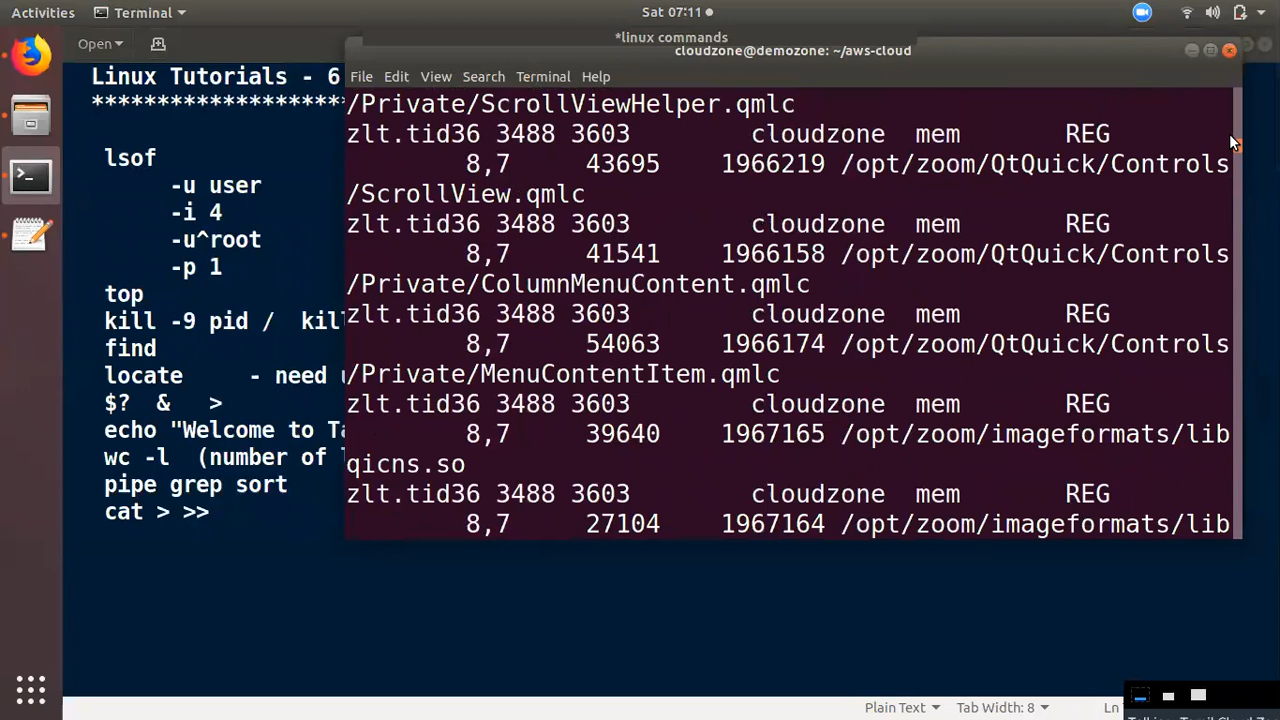 Activities Terminal Sat 07:11
Open *linux commands
cloudzone@demozone: ~/aws-cloud
File Edit View Search Terminal Help
Linux Tutorials - 6
********************
lsof
-u user
-i 4
-u^root
-p 1
top
kill -9 pid / kil
find
locate - need
$? & >
echo "Welcome to Ta
wc -l (number of
pipe grep sort
cat > >>
/Private/ScrollViewHelper.qmlc
zlt.tid36 3488 3603 cloudzone mem REG
8,7 43695 1966219 /opt/zoom/QtQuick/Controls
/ScrollView.qmlc
zlt.tid36 3488 3603 cloudzone mem REG
8,7 41541 1966158 /opt/zoom/QtQuick/Controls
/Private/ColumnMenuContent.qmlc
zlt.tid36 3488 3603 cloudzone mem REG
8,7 54063 1966174 /opt/zoom/QtQuick/Controls
/Private/MenuContentItem.qmlc
zlt.tid36 3488 3603 cloudzone mem REG
8,7 39640 1967165 /opt/zoom/imageformats/lib
qicns.so
zlt.tid36 3488 3603 cloudzone mem REG
8,7 27104 1967164 /opt/zoom/imageformats/lib
Plain Text Tab Width: 8 Ln